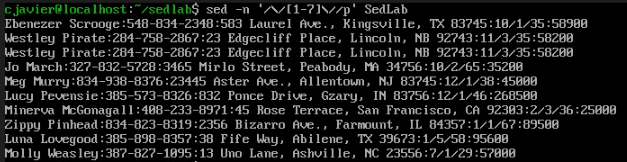 cjavier@localhost:~/sedlab$ sed -n '/\/[1-7]\//p' SedLab
Ebenezer Scrooge:548-834-2348:583 Laurel Ave., Kingsville, TX 83745:10/1/35:58900
Westley Pirate:284-758-2867:23 Edgecliff Place, Lincoln, NB 92743:11/3/35:58200
Westley Pirate:284-758-2867:23 Edgecliff Place, Lincoln, NB 92743:11/3/35:58200
Jo March:327-832-5728:3465 Mirlo Street, Peabody, MA 34756:10/2/65:35200
Meg Murry:834-938-8376:23445 Aster Ave., Allentown, NJ 83745:12/1/38:45000
Lucy Pevensie:385-573-8326:832 Ponce Drive, Gzary, IN 83756:12/1/46:268500
Minerva McGonagall:408-233-8971:45 Rose Terrace, San Francisco, CA 92303:2/3/36:25000
Zippy Pinhead:834-823-8319:2356 Bizarro Ave., Farmount, IL 84357:1/1/67:89500
Luna Lovegood:385-898-8357:38 Fife Way, Abilene, TX 39673:1/5/58:95600
Molly Weasley:387-827-1095:13 Uno Lane, Ashville, NC 23556:7/1/29:57000